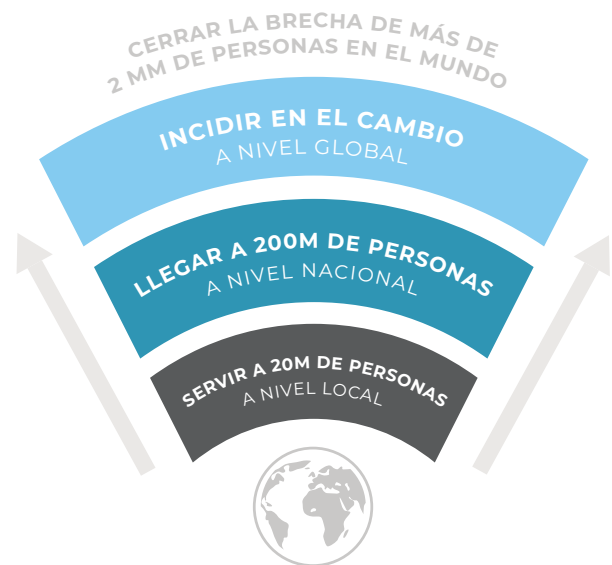 CERRAR LA BRECHA DE MÁS DE
2 MM DE PERSONAS EN EL MUNDO
INCIDIR EN EL CAMBIO
A NIVEL GLOBAL
LLEGAR A 200M DE PERSONAS
A NIVEL NACIONAL
SERVIR A 20M DE PERSONAS
A NIVEL LOCAL